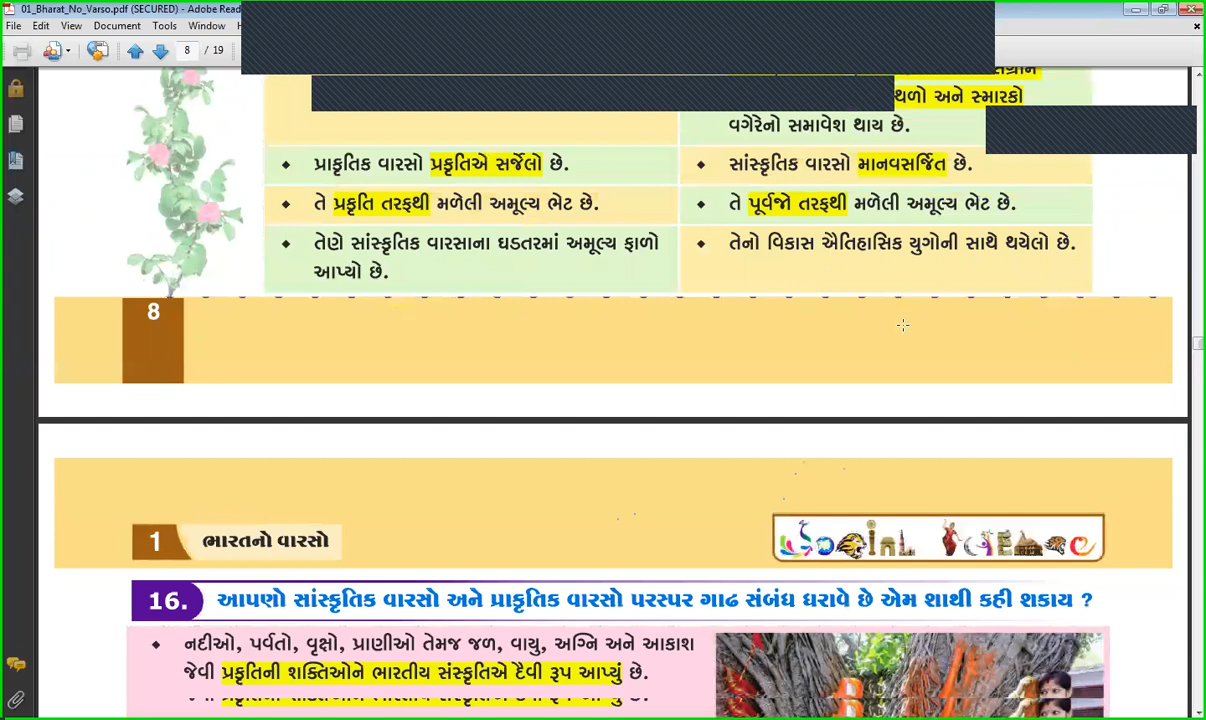 01_Bharat_No_Varso.pdf (SECURED) - Adobe Read
File Edit View Document Tools Window
8 / 19
થળો અને સ્મારકો
વગેરેનો સમાવેશ થાય છે.
◆ પ્રાકૃતિક વારસો પ્રકૃતિએ સર્જેલો છે.
◆ સાંસ્કૃતિક વારસો માનવસર્જિત છે.
◆ તે પ્રકૃતિ તરફથી મળેલી અમૂલ્ય ભેટ છે.
◆ તે પૂર્વજો તરફથી મળેલી અમૂલ્ય ભેટ છે.
◆ તેણે સાંસ્કૃતિક વારસાના ઘડતરમાં અમૂલ્ય ફાળો
આપ્યો છે.
◆ તેનો વિકાસ ઐતિહાસિક યુગોની સાથે થયેલો છે.
8
1 ભારતનો વારસો
Social Science
16. આપણો સાંસ્કૃતિક વારસો અને પ્રાકૃતિક વારસો પરસ્પર ગાઢ સંબંધ ધરાવે છે એમ શાથી કહી શકાય ?
◆ નદીઓ, પર્વતો, વૃક્ષો, પ્રાણીઓ તેમજ જળ, વાયુ, અગ્નિ અને આકાશ
જેવી પ્રકૃતિની શક્તિઓને ભારતીય સંસ્કૃતિએ દૈવી રૂપ આપ્યું છે.